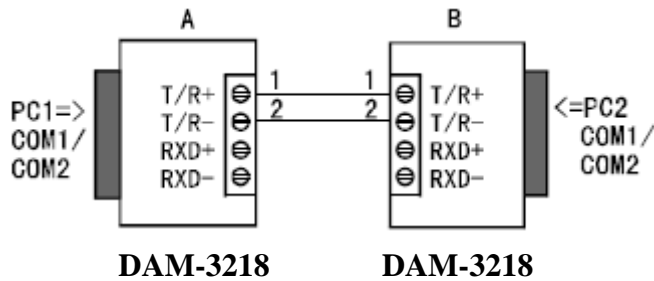 A B
T/R+ 1 1 T/R+
T/R- 2 2 T/R-
RXD+ RXD+
RXD- RXD-
PC1=>
COM1/
COM2
<=PC2
COM1/
COM2
DAM-3218 DAM-3218